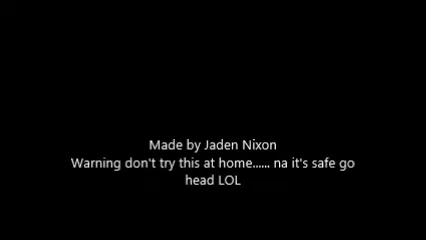 Made by Jaden Nixon
Warning don't try this at home...... na it's safe go
head LOL